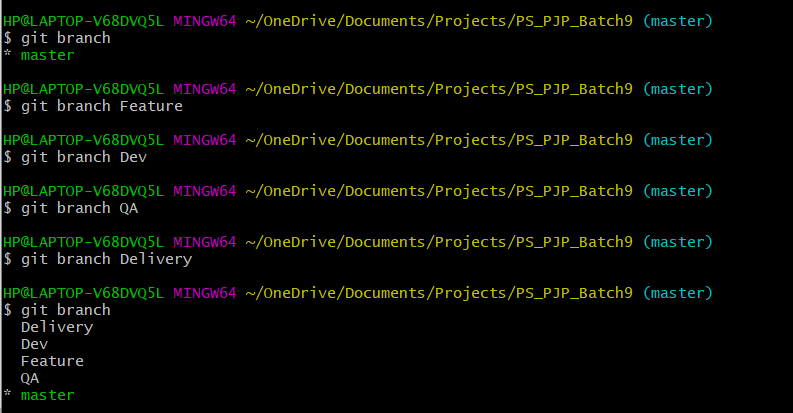 HP@LAPTOP-V68DVQ5L MINGW64 ~/OneDrive/Documents/Projects/PS_PJP_Batch9 (master)
$ git branch
* master
HP@LAPTOP-V68DVQ5L MINGW64 ~/OneDrive/Documents/Projects/PS_PJP_Batch9 (master)
$ git branch Feature
HP@LAPTOP-V68DVQ5L MINGW64 ~/OneDrive/Documents/Projects/PS_PJP_Batch9 (master)
$ git branch Dev
HP@LAPTOP-V68DVQ5L MINGW64 ~/OneDrive/Documents/Projects/PS_PJP_Batch9 (master)
$ git branch QA
HP@LAPTOP-V68DVQ5L MINGW64 ~/OneDrive/Documents/Projects/PS_PJP_Batch9 (master)
$ git branch Delivery
HP@LAPTOP-V68DVQ5L MINGW64 ~/OneDrive/Documents/Projects/PS_PJP_Batch9 (master)
$ git branch
  Delivery
  Dev
  Feature
  QA
* master